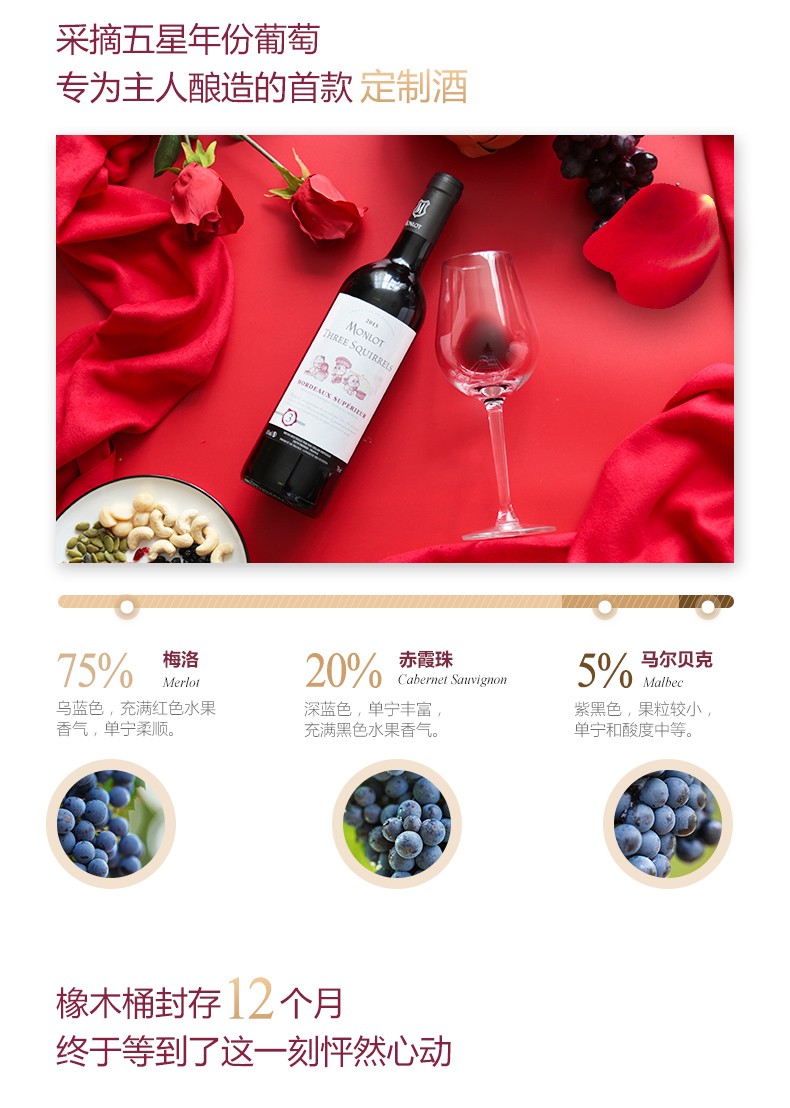 采摘五星年份葡萄
专为主人酿造的首款 定制酒
MONLOT
2015
MONLOT
THREE SQUIRRELS
BORDEAUX SUPERIEUR
3
75% 梅洛
Merlot
乌蓝色，充满红色水果
香气，单宁柔顺。
20% 赤霞珠
Cabernet Sauvignon
深蓝色，单宁丰富，
充满黑色水果香气。
5% 马尔贝克
Malbec
紫黑色，果粒较小，
单宁和酸度中等。
橡木桶封存12个月
终于等到了这一刻怦然心动